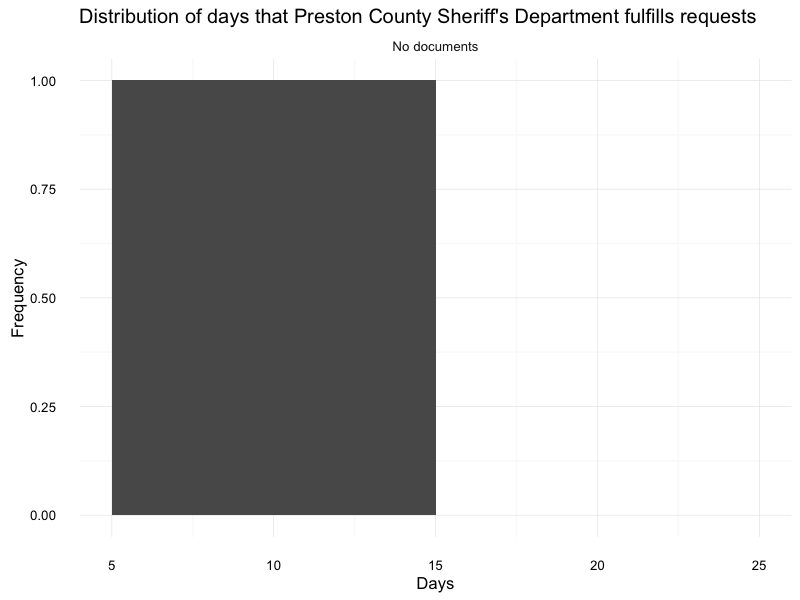 Distribution of days that Preston County Sheriff's Department fulfills requests
No documents
1.00
0.75
0.50
0.25
0.00
Frequency
5 10 15 20 25
Days